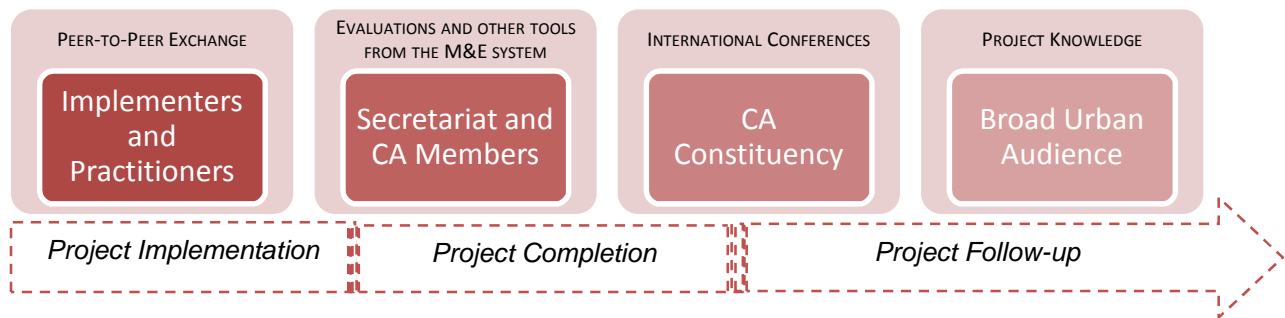 PEER-TO-PEER EXCHANGE
Implementers
and
Practitioners
EVALUATIONS AND OTHER TOOLS
FROM THE M&E SYSTEM
Secretariat and
CA Members
INTERNATIONAL CONFERENCES
CA
Constituency
PROJECT KNOWLEDGE
Broad Urban
Audience
Project Implementation
Project Completion
Project Follow-up